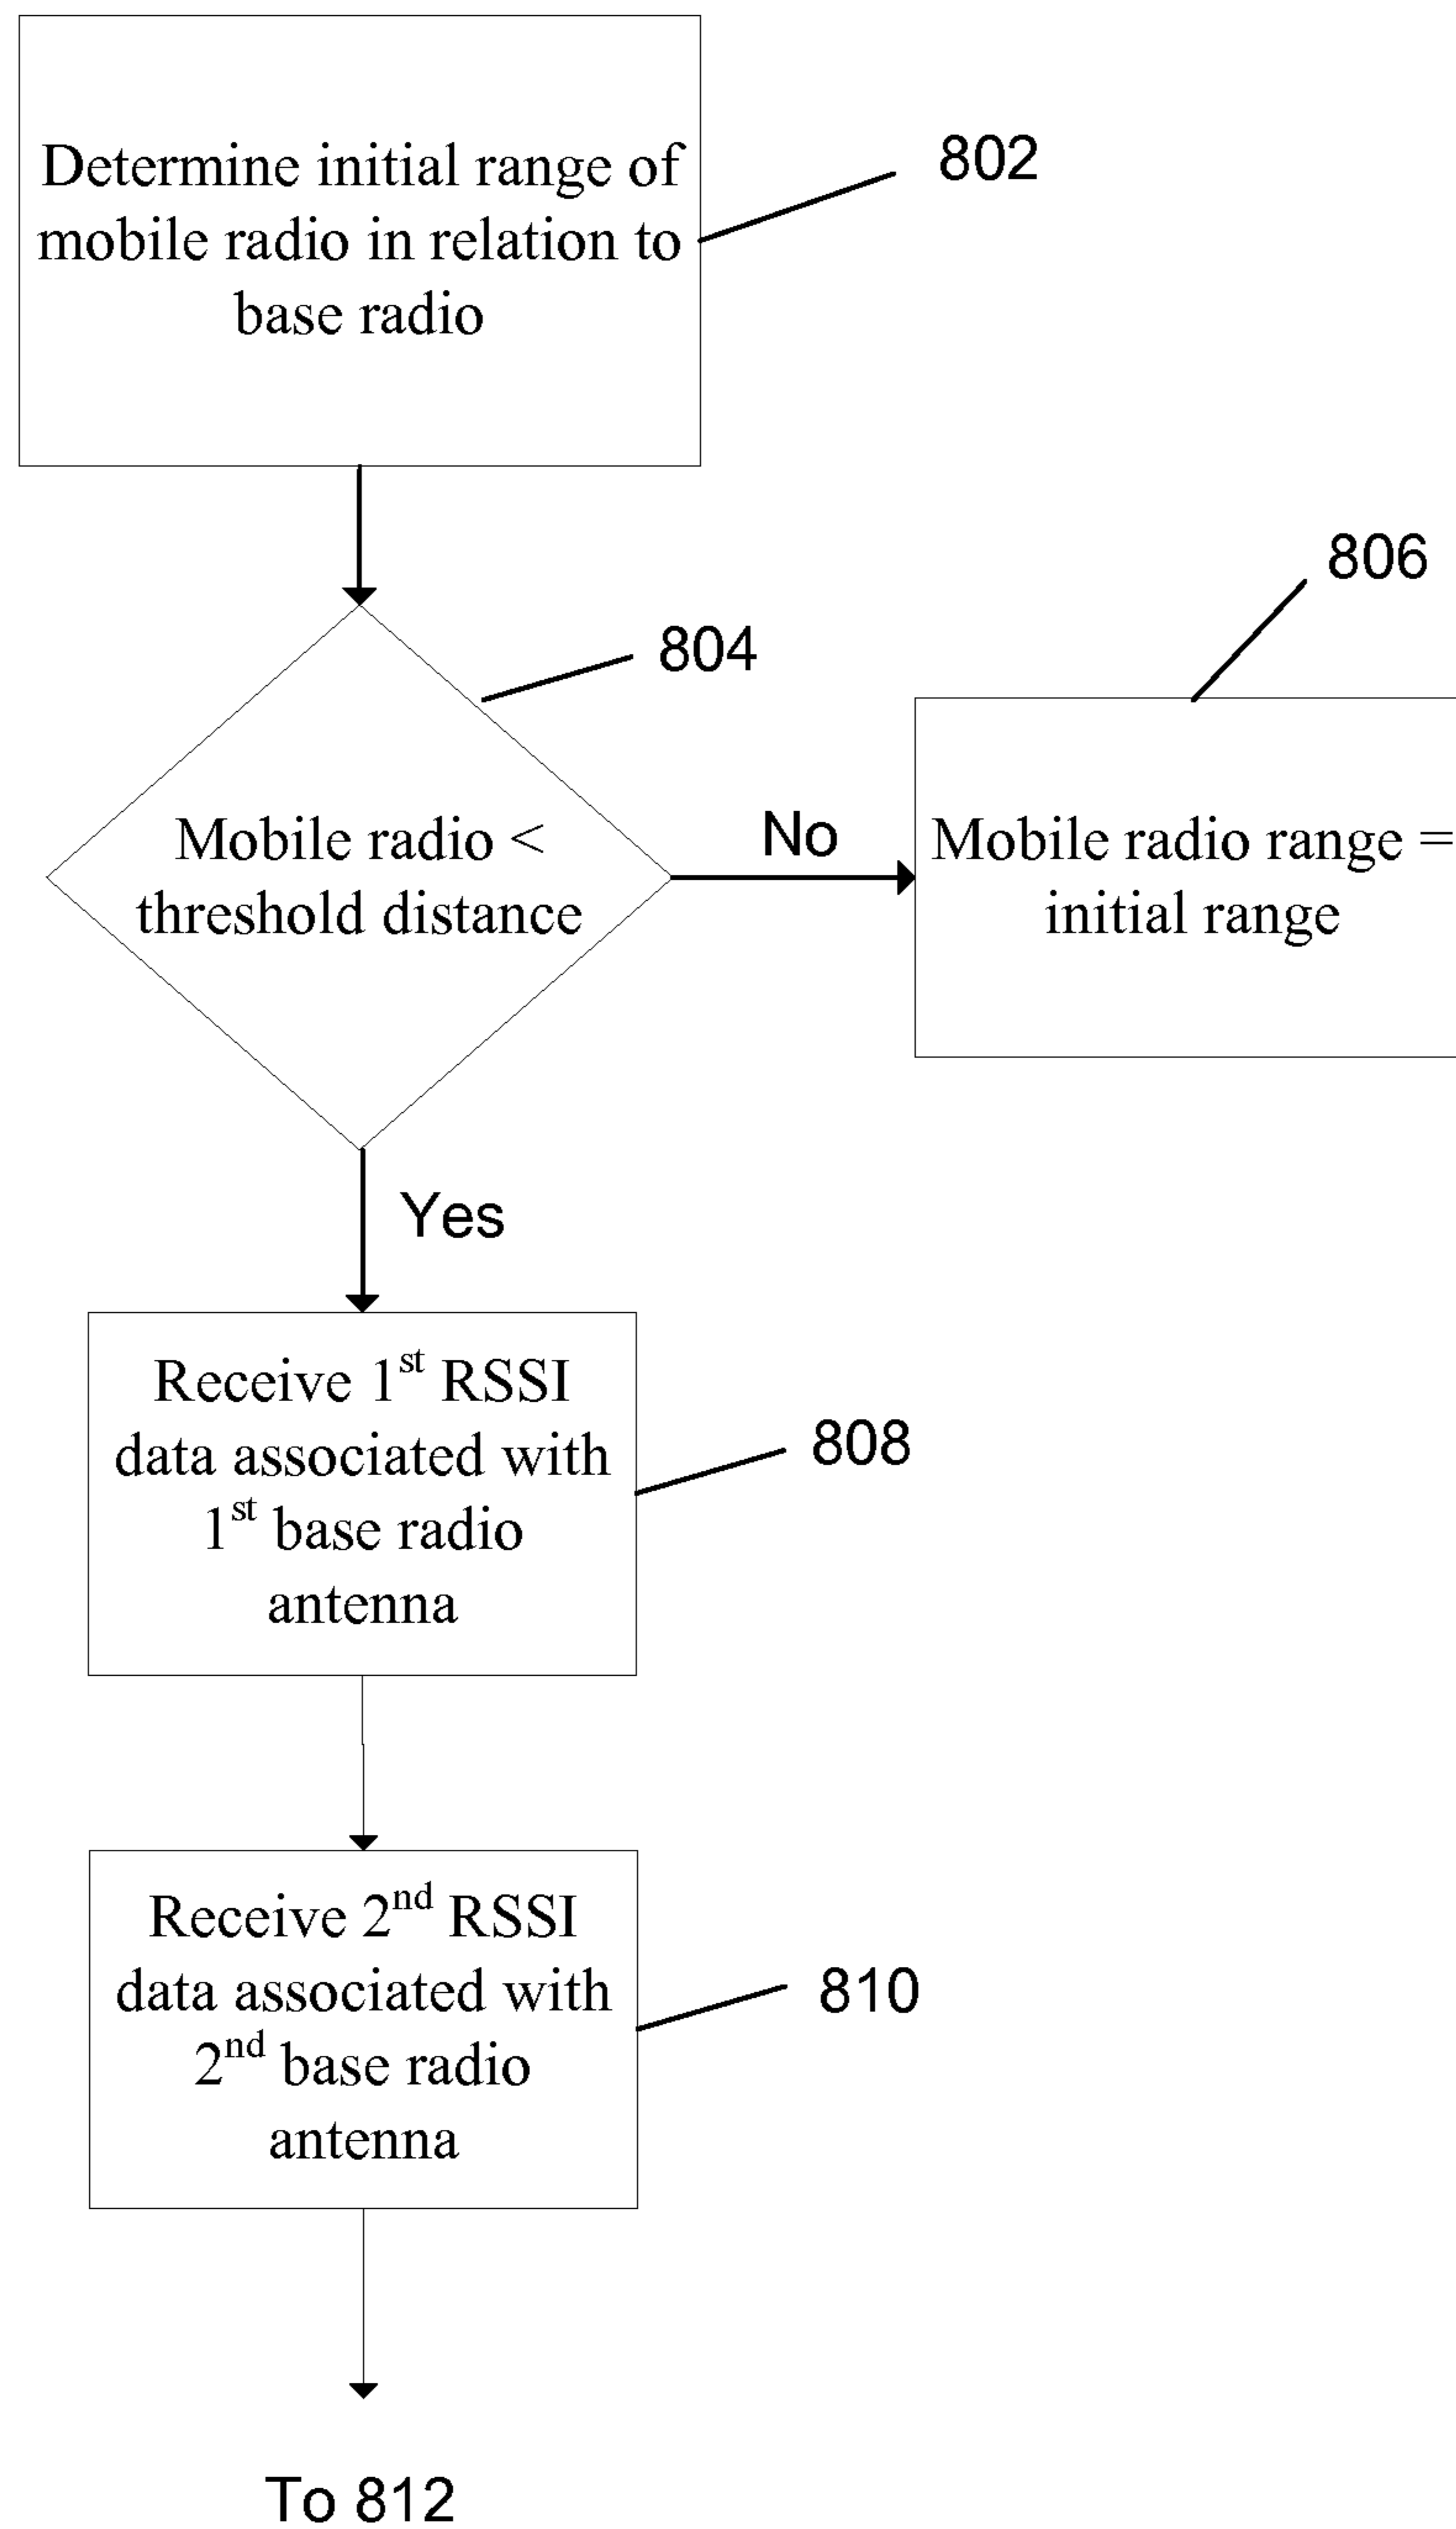 Determine initial range of
mobile radio in relation to
base radio
802
804
806
Mobile radio <
threshold distance
No
Mobile radio range =
initial range
Yes
Receive 1st RSSI
data associated with
1st base radio
antenna
808
Receive 2nd RSSI
data associated with
2nd base radio
antenna
810
To 812